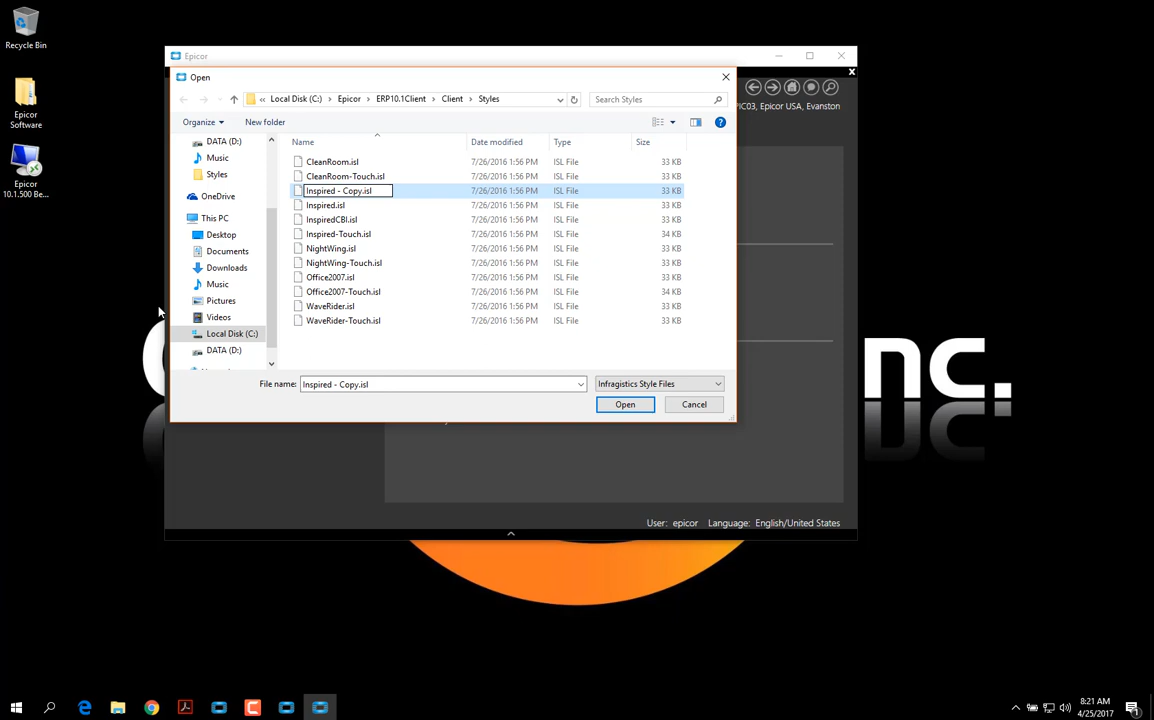 Recycle Bin
Epicor
Software
Epicor
10.1.500 Be...
Epicor
PIC03, Epicor USA, Evanston
Open
« Local Disk (C:) › Epicor › ERP10.1Client › Client › Styles
Search Styles
Organize
New folder
Name Date modified Type Size
DATA (D:)
Music
Styles
OneDrive
This PC
Desktop
Documents
Downloads
Music
Pictures
Videos
Local Disk (C:)
DATA (D:)
CleanRoom.isl 7/26/2016 1:56 PM ISL File 33 KB
CleanRoom-Touch.isl 7/26/2016 1:56 PM ISL File 33 KB
Inspired - Copy.isl 7/26/2016 1:56 PM ISL File 33 KB
Inspired.isl 7/26/2016 1:56 PM ISL File 33 KB
InspiredCBI.isl 7/26/2016 1:56 PM ISL File 33 KB
Inspired-Touch.isl 7/26/2016 1:56 PM ISL File 34 KB
NightWing.isl 7/26/2016 1:56 PM ISL File 33 KB
NightWing-Touch.isl 7/26/2016 1:56 PM ISL File 33 KB
Office2007.isl 7/26/2016 1:56 PM ISL File 33 KB
Office2007-Touch.isl 7/26/2016 1:56 PM ISL File 34 KB
WaveRider.isl 7/26/2016 1:56 PM ISL File 33 KB
WaveRider-Touch.isl 7/26/2016 1:56 PM ISL File 33 KB
File name: Inspired - Copy.isl
Infragistics Style Files
Open
Cancel
nc.
User: epicor Language: English/United States
8:21 AM
4/25/2017